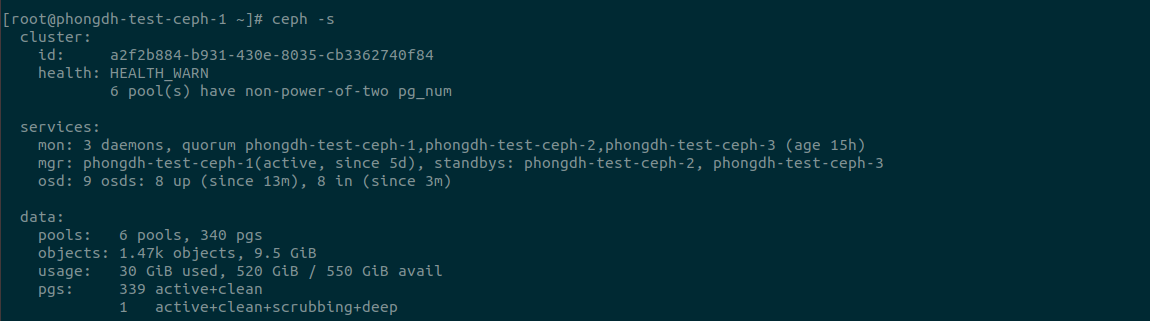 [root@phongdh-test-ceph-1 ~]# ceph -s
  cluster:
    id:     a2f2b884-b931-430e-8035-cb3362740f84
    health: HEALTH_WARN
            6 pool(s) have non-power-of-two pg_num

  services:
    mon: 3 daemons, quorum phongdh-test-ceph-1,phongdh-test-ceph-2,phongdh-test-ceph-3 (age 15h)
    mgr: phongdh-test-ceph-1(active, since 5d), standbys: phongdh-test-ceph-2, phongdh-test-ceph-3
    osd: 9 osds: 8 up (since 13m), 8 in (since 3m)

  data:
    pools:   6 pools, 340 pgs
    objects: 1.47k objects, 9.5 GiB
    usage:   30 GiB used, 520 GiB / 550 GiB avail
    pgs:     339 active+clean
             1   active+clean+scrubbing+deep